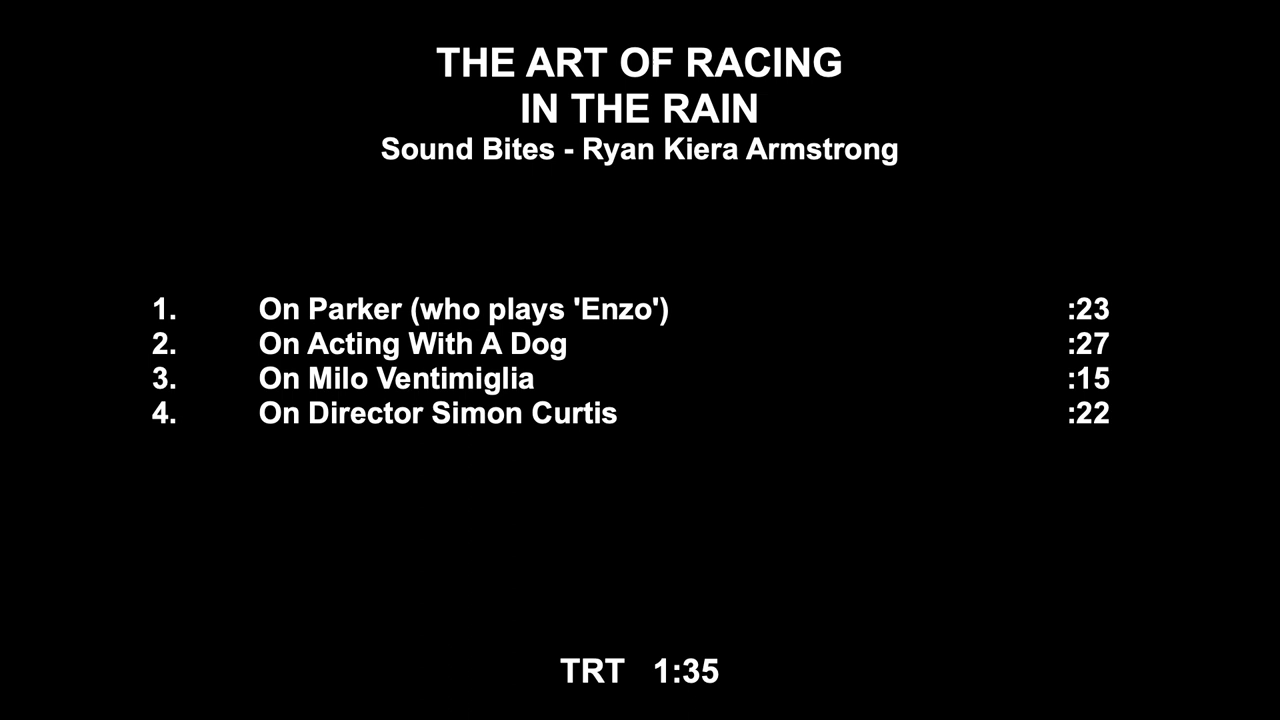 THE ART OF RACING
IN THE RAIN
Sound Bites - Ryan Kiera Armstrong
1. On Parker (who plays 'Enzo') :23
2. On Acting With A Dog :27
3. On Milo Ventimiglia :15
4. On Director Simon Curtis :22
TRT 1:35